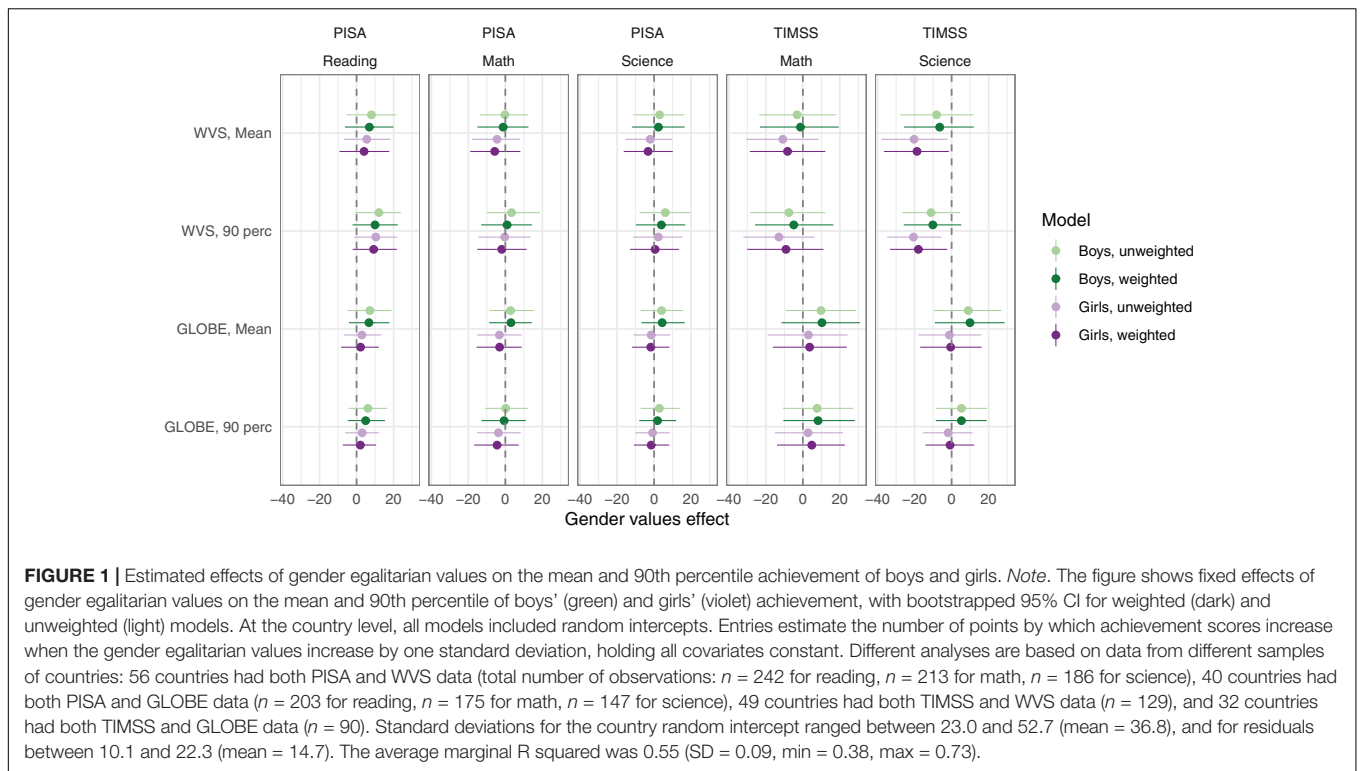 PISA PISA PISA TIMSS TIMSS
Reading Math Science Math Science
WVS, Mean
WVS, 90 perc
GLOBE, Mean
GLOBE, 90 perc
Model
Boys, unweighted
Boys, weighted
Girls, unweighted
Girls, weighted
−40 −20 0 20 −40 −20 0 20 −40 −20 0 20 −40 −20 0 20 −40 −20 0 20
Gender values effect
FIGURE 1 | Estimated effects of gender egalitarian values on the mean and 90th percentile achievement of boys and girls. Note. The figure shows fixed effects of
gender egalitarian values on the mean and 90th percentile of boys' (green) and girls' (violet) achievement, with bootstrapped 95% CI for weighted (dark) and
unweighted (light) models. At the country level, all models included random intercepts. Entries estimate the number of points by which achievement scores increase
when the gender egalitarian values increase by one standard deviation, holding all covariates constant. Different analyses are based on data from different samples
of countries: 56 countries had both PISA and WVS data (total number of observations: n = 242 for reading, n = 213 for math, n = 186 for science), 40 countries had
both PISA and GLOBE data (n = 203 for reading, n = 175 for math, n = 147 for science), 49 countries had both TIMSS and WVS data (n = 129), and 32 countries
had both TIMSS and GLOBE data (n = 90). Standard deviations for the country random intercept ranged between 23.0 and 52.7 (mean = 36.8), and for residuals
between 10.1 and 22.3 (mean = 14.7). The average marginal R squared was 0.55 (SD = 0.09, min = 0.38, max = 0.73).